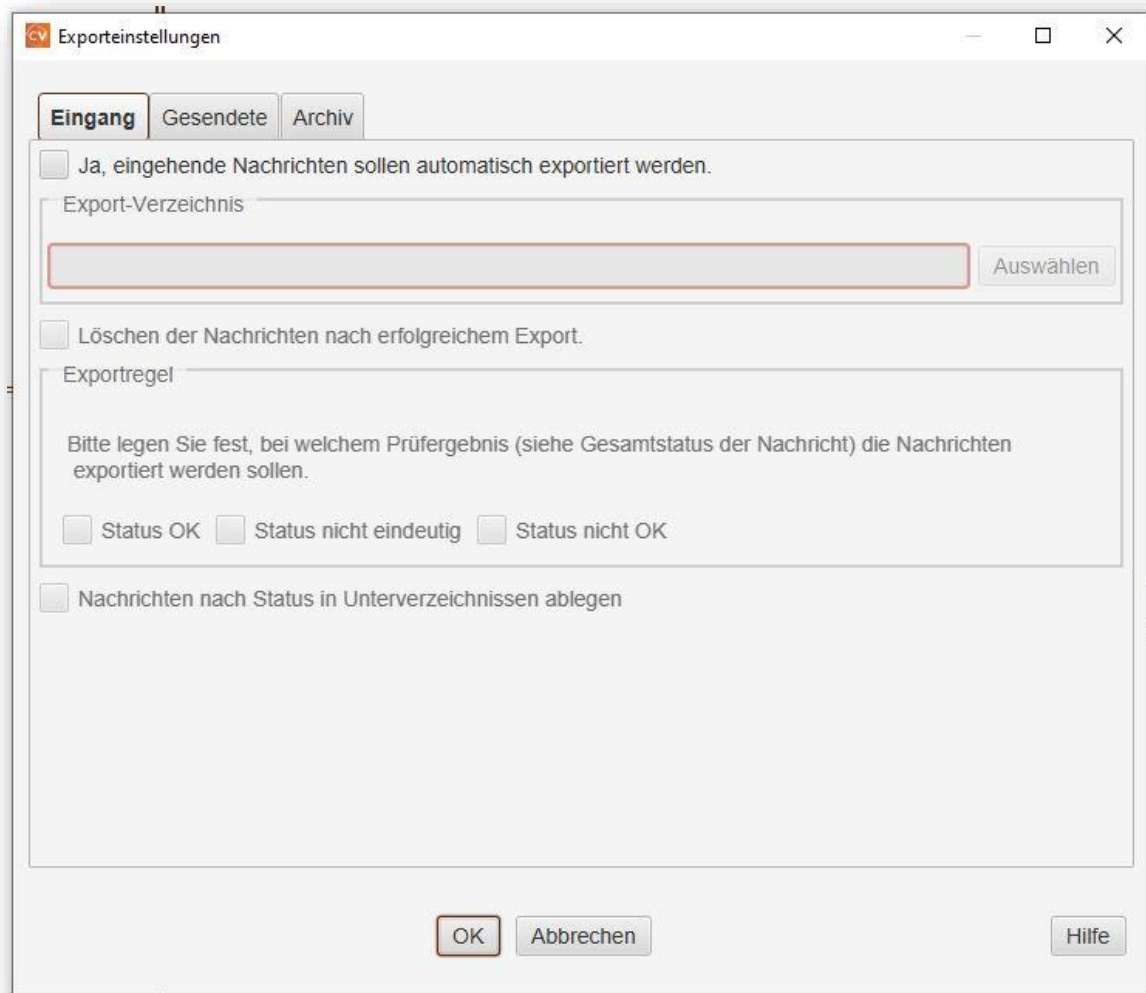 CV Exporteinstellungen
Eingang Gesendete Archiv
Ja, eingehende Nachrichten sollen automatisch exportiert werden.
Export-Verzeichnis
Auswählen
Löschen der Nachrichten nach erfolgreichem Export.
Exportregel
Bitte legen Sie fest, bei welchem Prüfergebnis (siehe Gesamtstatus der Nachricht) die Nachrichten
exportiert werden sollen.
Status OK Status nicht eindeutig Status nicht OK
Nachrichten nach Status in Unterverzeichnissen ablegen
OK Abbrechen Hilfe